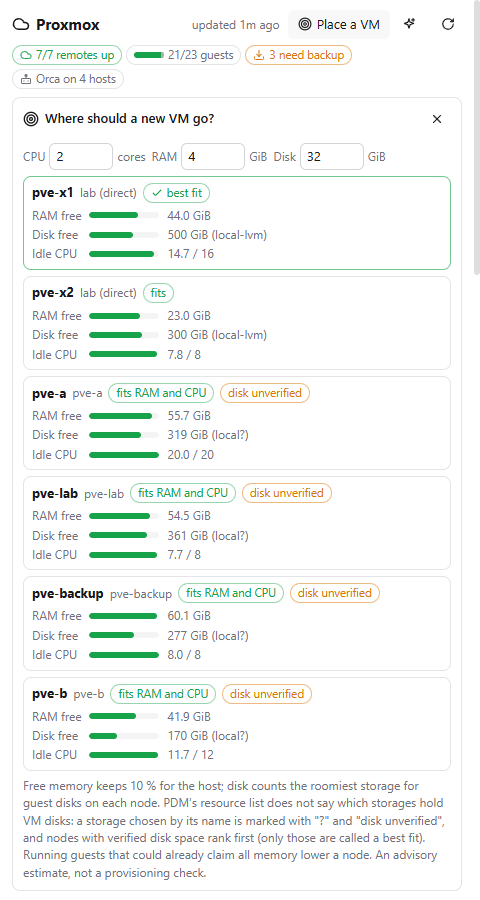 Proxmox updated 1m ago Place a VM
7/7 remotes up 21/23 guests 3 need backup
Orca on 4 hosts
Where should a new VM go?
CPU 2 cores RAM 4 GiB Disk 32 GiB
pve-x1 lab (direct) best fit
RAM free 44.0 GiB
Disk free 500 GiB (local-lvm)
Idle CPU 14.7 / 16
pve-x2 lab (direct) fits
RAM free 23.0 GiB
Disk free 300 GiB (local-lvm)
Idle CPU 7.8 / 8
pve-a pve-a fits RAM and CPU disk unverified
RAM free 55.7 GiB
Disk free 319 GiB (local?)
Idle CPU 20.0 / 20
pve-lab pve-lab fits RAM and CPU disk unverified
RAM free 54.5 GiB
Disk free 361 GiB (local?)
Idle CPU 7.7 / 8
pve-backup pve-backup fits RAM and CPU disk unverified
RAM free 60.1 GiB
Disk free 277 GiB (local?)
Idle CPU 8.0 / 8
pve-b pve-b fits RAM and CPU disk unverified
RAM free 41.9 GiB
Disk free 170 GiB (local?)
Idle CPU 11.7 / 12
Free memory keeps 10 % for the host; disk counts the roomiest storage for
guest disks on each node. PDM's resource list does not say which storages hold
VM disks: a storage chosen by its name is marked with "?" and "disk unverified",
and nodes with verified disk space rank first (only those are called a best fit).
Running guests that could already claim all memory lower a node. An advisory
estimate, not a provisioning check.